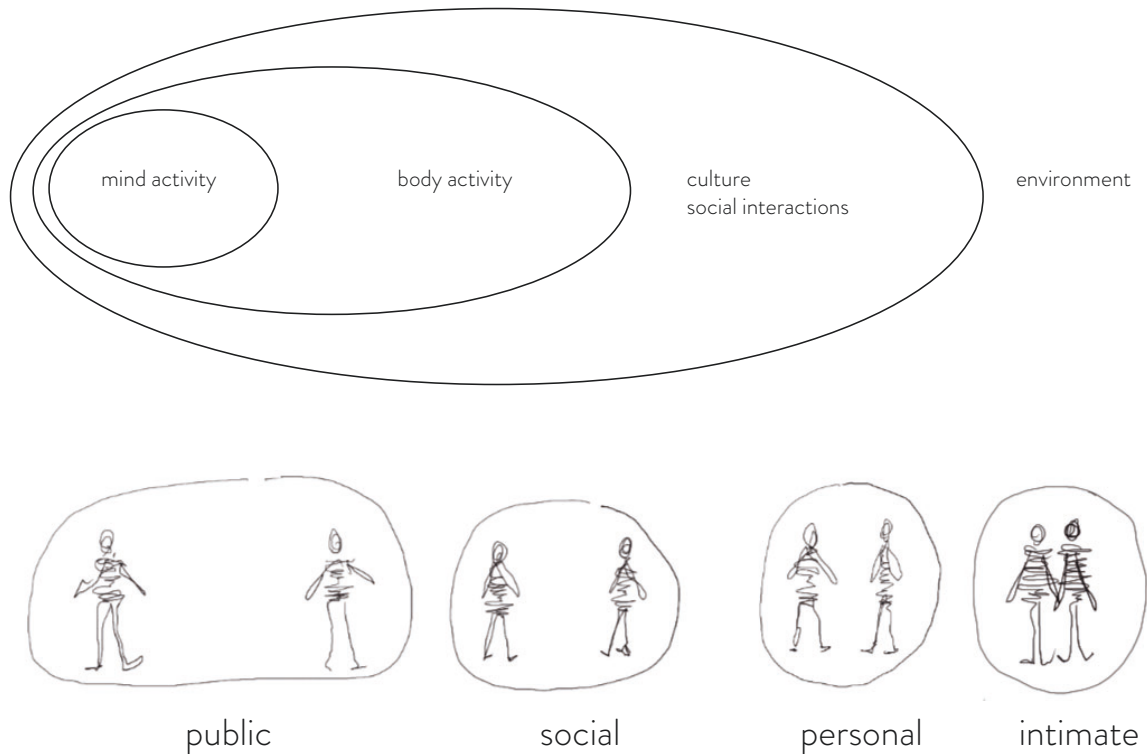 mind activity
body activity
culture
social interactions
environment
public
social
personal
intimate